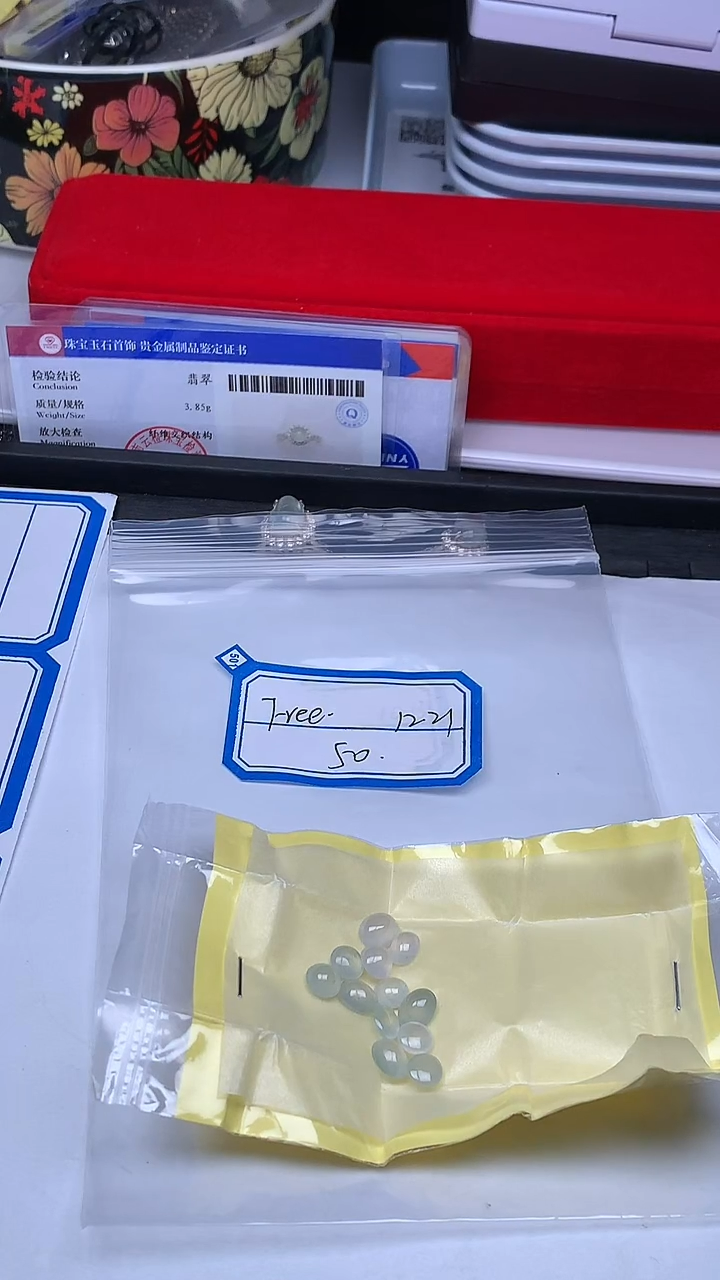 珠宝玉石首饰 贵金属制品鉴定证书
检验结论
Conclusion
翡翠
质量/规格
Weight/Size
3.85g
放大检查
Magnification
Q
50
Free. 12-21
50.